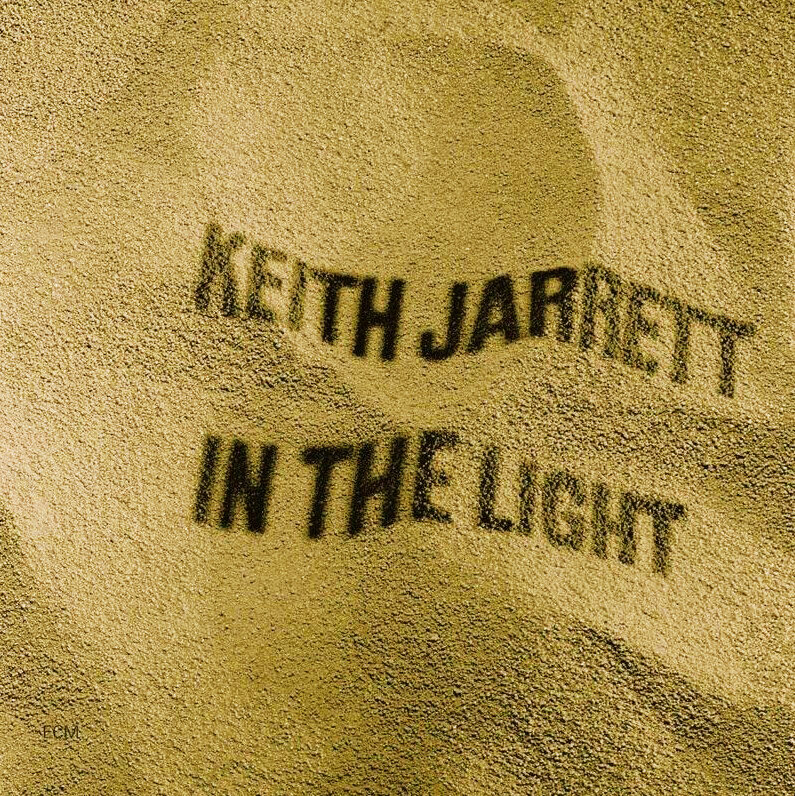 KEITH JARRETT
IN THE LIGHT
ECM